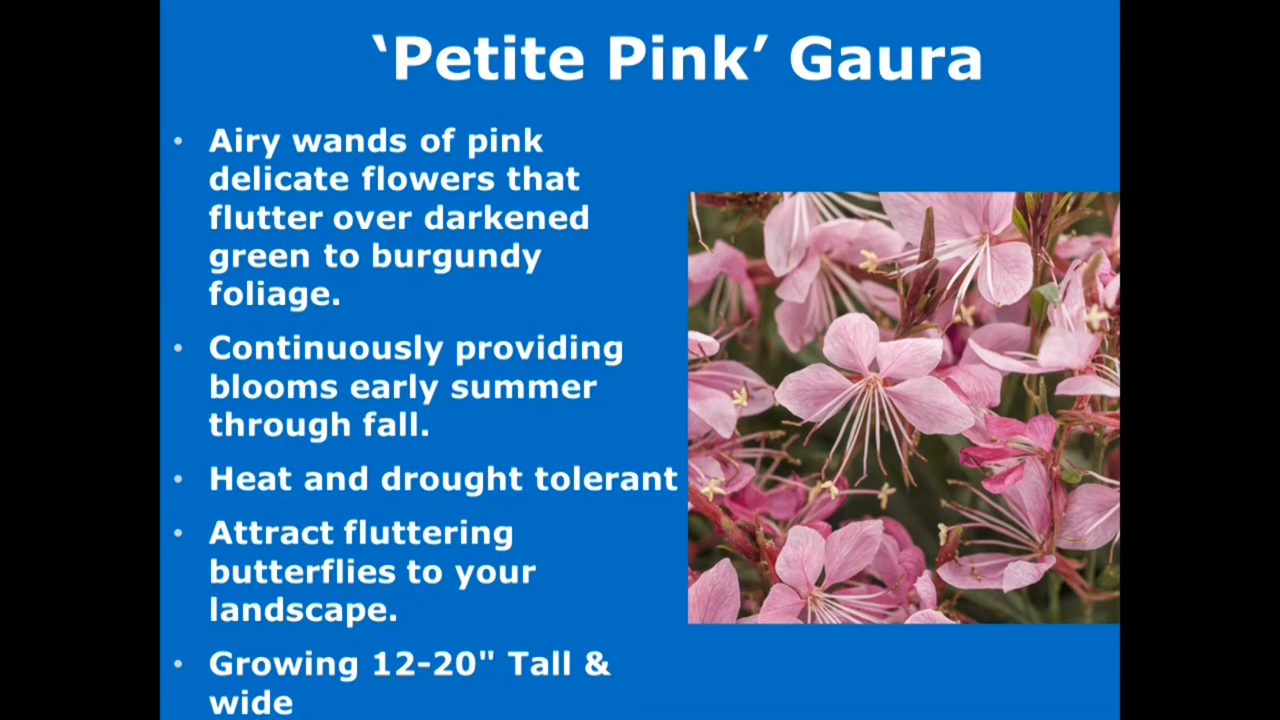 ‘Petite Pink’ Gaura
• Airy wands of pink
delicate flowers that
flutter over darkened
green to burgundy
foliage.
• Continuously providing
blooms early summer
through fall.
• Heat and drought tolerant
• Attract fluttering
butterflies to your
landscape.
• Growing 12-20" Tall &
wide